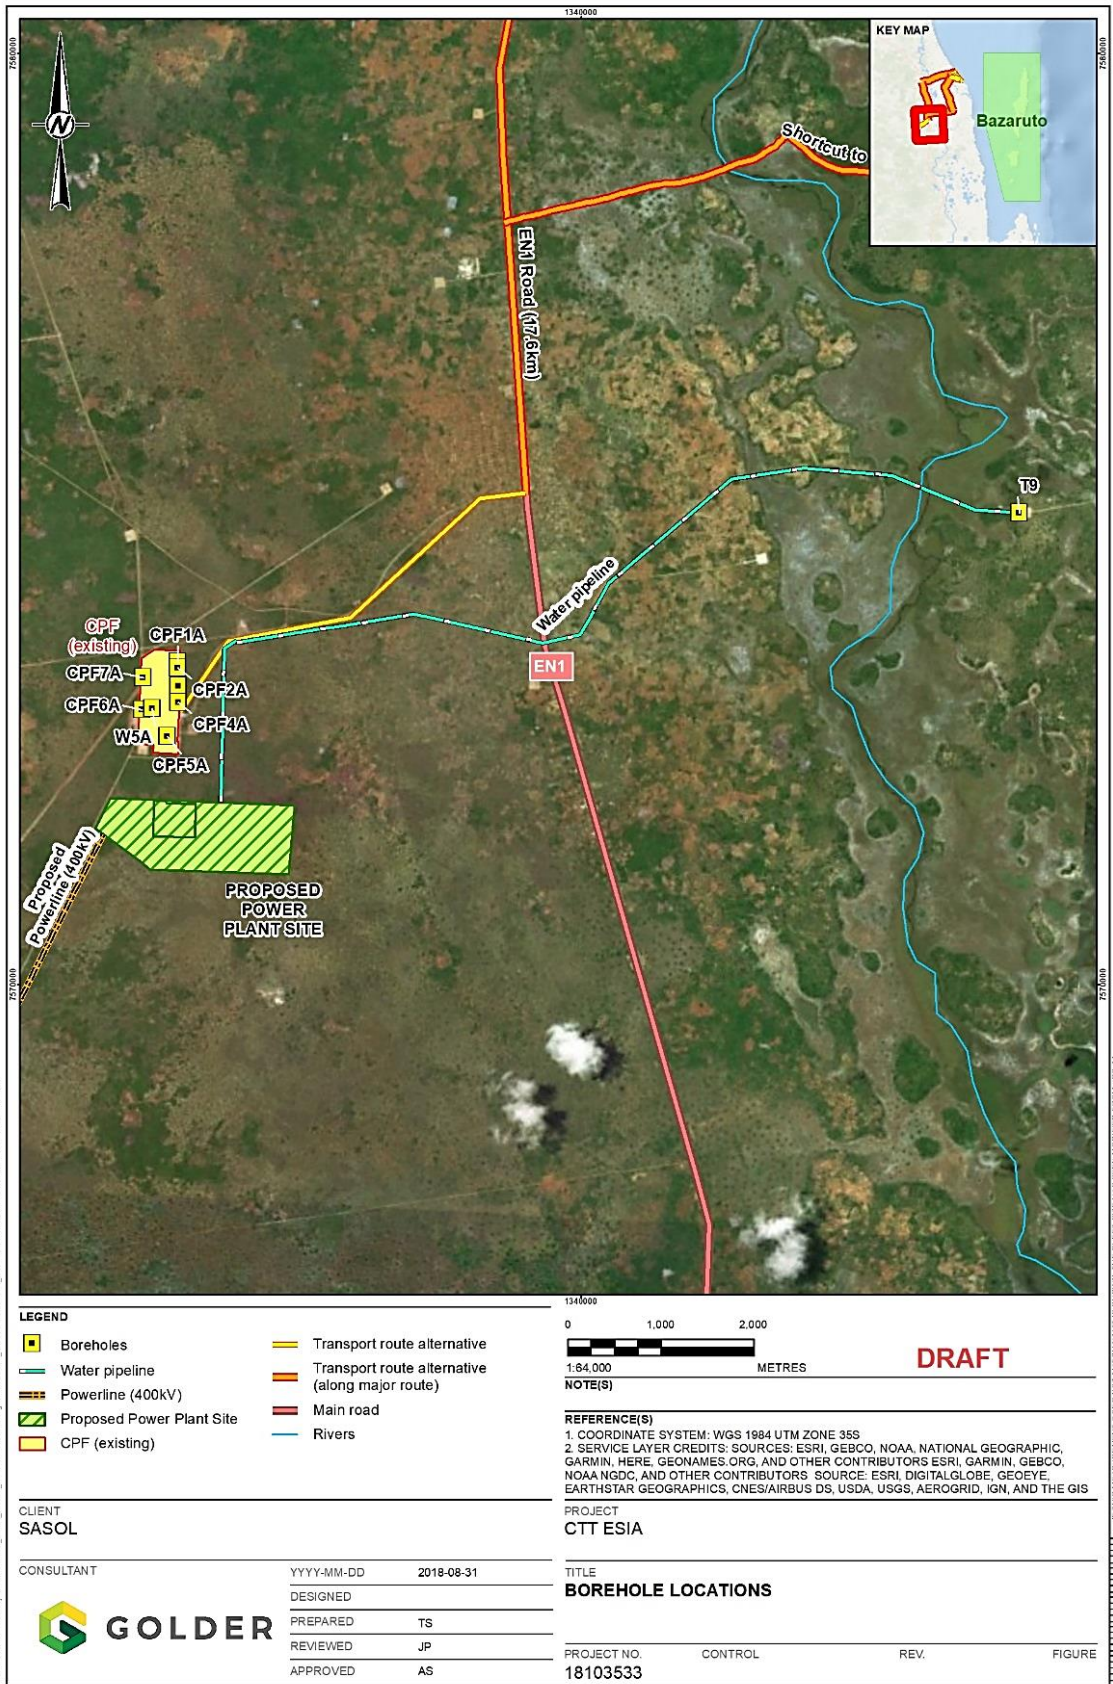 1340000
7580000
7580000
KEY MAP
Bazaruto
N
Shortcut to
EN1 Road (17.6km)
T9
Water pipeline
EN1
CPF
(existing)
CPF1A
CPF7A
CPF2A
CPF6A
CPF4A
W5A
CPF5A
Proposed
Powerline (400kV)
PROPOSED
POWER
PLANT SITE
7570000
7570000
1340000
LEGEND
Boreholes
Water pipeline
Powerline (400kV)
Proposed Power Plant Site
CPF (existing)
Transport route alternative
Transport route alternative
(along major route)
Main road
Rivers
0 1,000 2,000
1:64,000 METRES
DRAFT
NOTE(S)
REFERENCE(S)
1. COORDINATE SYSTEM: WGS 1984 UTM ZONE 35S
2. SERVICE LAYER CREDITS: SOURCES: ESRI, GEBCO, NOAA, NATIONAL GEOGRAPHIC,
GARMIN, HERE, GEONAMES.ORG, AND OTHER CONTRIBUTORS ESRI, GARMIN, GEBCO,
NOAA NGDC, AND OTHER CONTRIBUTORS SOURCE: ESRI, DIGITALGLOBE, GEOEYE,
EARTHSTAR GEOGRAPHICS, CNES/AIRBUS DS, USDA, USGS, AEROGRID, IGN, AND THE GIS
CLIENT
SASOL
PROJECT
CTT ESIA
CONSULTANT
GOLDER
YYYY-MM-DD 2018-08-31
DESIGNED
PREPARED TS
REVIEWED JP
APPROVED AS
TITLE
BOREHOLE LOCATIONS
PROJECT NO. CONTROL REV. FIGURE
18103533